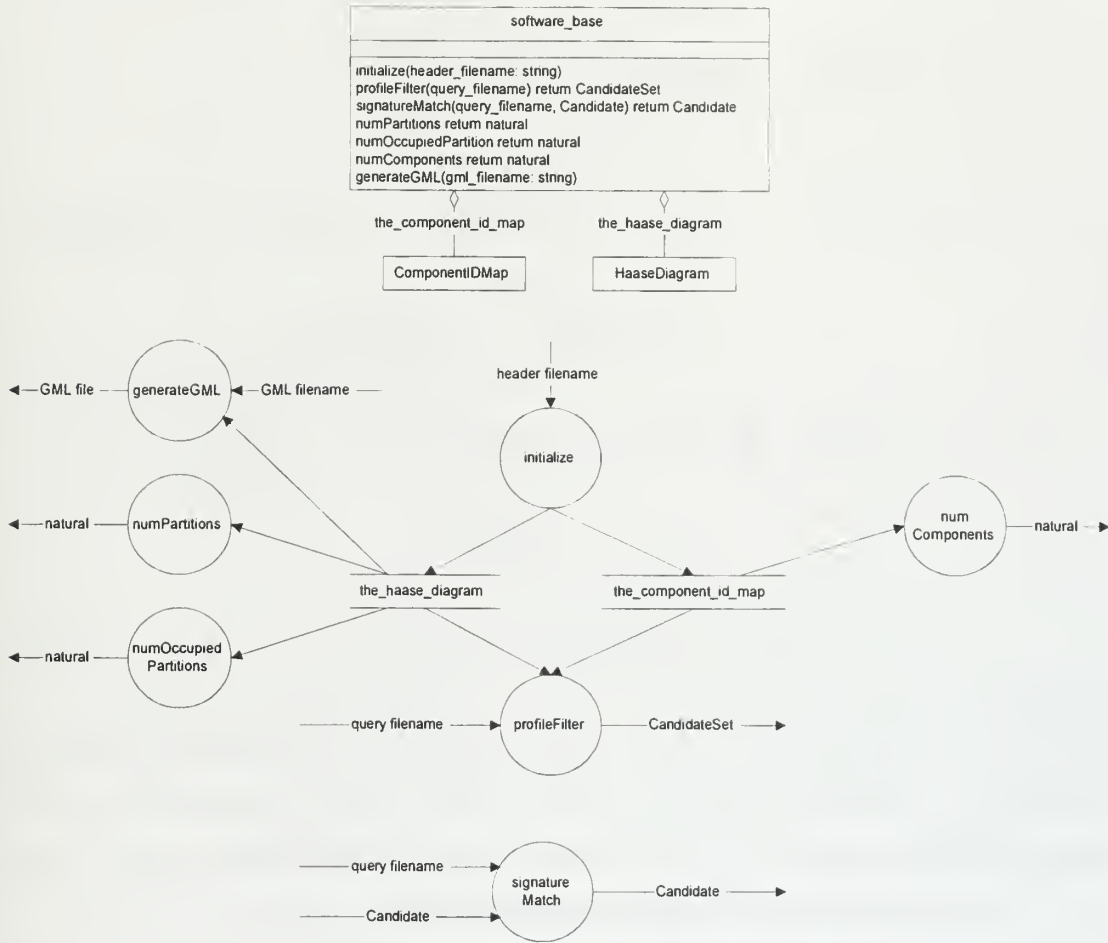 software_base
initialize(header_filename: string)
profileFilter(query_filename) return CandidateSet
signatureMatch(query_filename, Candidate) return Candidate
numPartitions return natural
numOccupiedPartition return natural
numComponents return natural
generateGML(gml_filename: string)
the_component_id_map
the_haase_diagram
ComponentIDMap
HaaseDiagram
GML file
generateGML
GML filename
header filename
initialize
natural
numPartitions
num
Components
natural
the_haase_diagram
the_component_id_map
natural
numOccupied
Partitions
query filename
profileFilter
CandidateSet
query filename
signature
Match
Candidate
Candidate